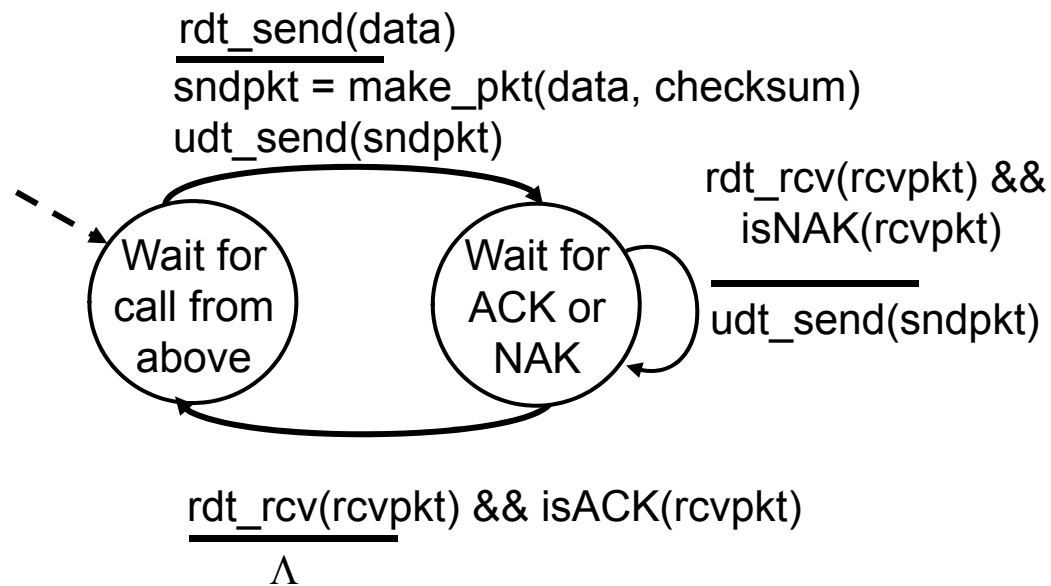 rdt_send(data)
sndpkt = make_pkt(data, checksum)
udt_send(sndpkt)
rdt_rcv(rcvpkt) &&
isNAK(rcvpkt)
udt_send(sndpkt)
Wait for
call from
above
Wait for
ACK or
NAK
rdt_rcv(rcvpkt) && isACK(rcvpkt)
Λ